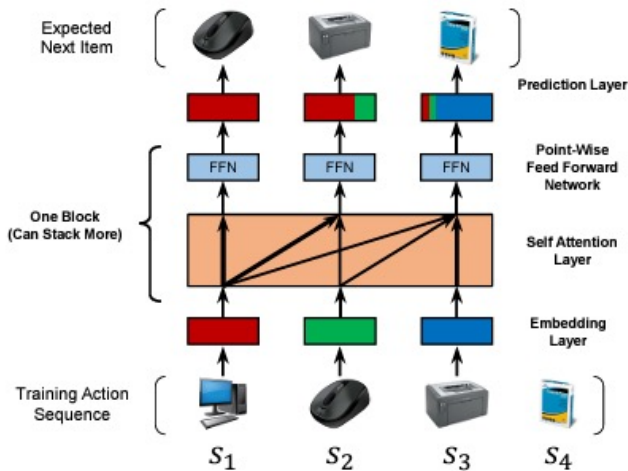 Expected
Next Item
Prediction Layer
FFN
FFN
FFN
Point-Wise
Feed Forward
Network
One Block
(Can Stack More)
Self Attention
Layer
Embedding
Layer
Training Action
Sequence
S1
S2
S3
S4